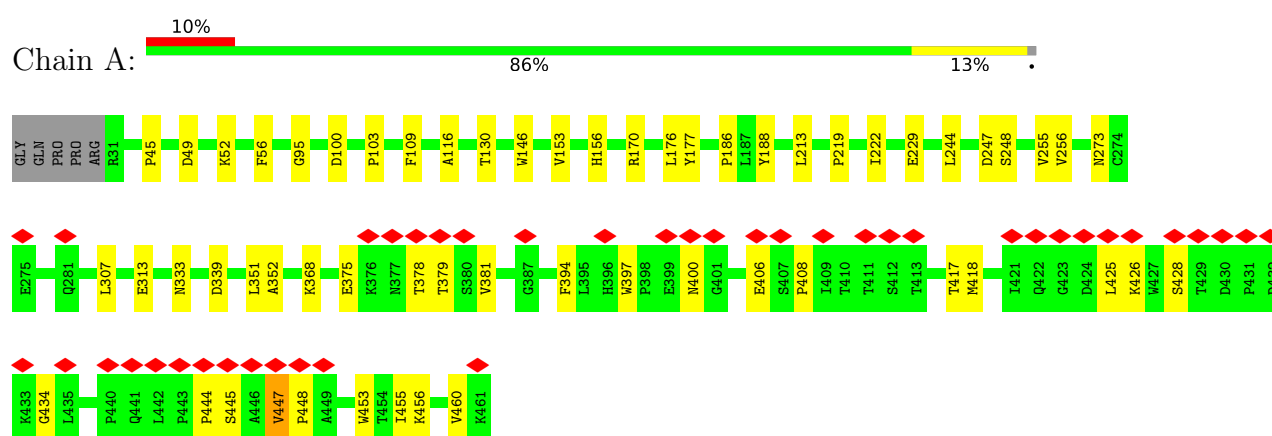 10%
Chain A:
86% 13% •
GLY GLN PRO PRO ARG R31 P45 D49 K52 F56 G95 D100 P103 F109 A116 T130 W146 V153 H156 R170 L176 Y177 P186 L187 Y188 L213 P219 I222 E229 L244 D247 S248 V255 V256 N273 C274
E275 Q281 L307 E313 N333 D339 L351 A352 K368 E375 K376 N377 T378 T379 S380 V381 G387 F394 L395 H396 W397 P398 E399 N400 G401 E406 S407 P408 I409 T410 T411 S412 T413 T417 M418 I421 Q422 G423 D424 L425 K426 W427 S428 T429 D430 P431
K433 G434 L435 P440 Q441 L442 P443 P444 S445 A446 V447 P448 A449 W453 T454 I455 K456 V460 K461